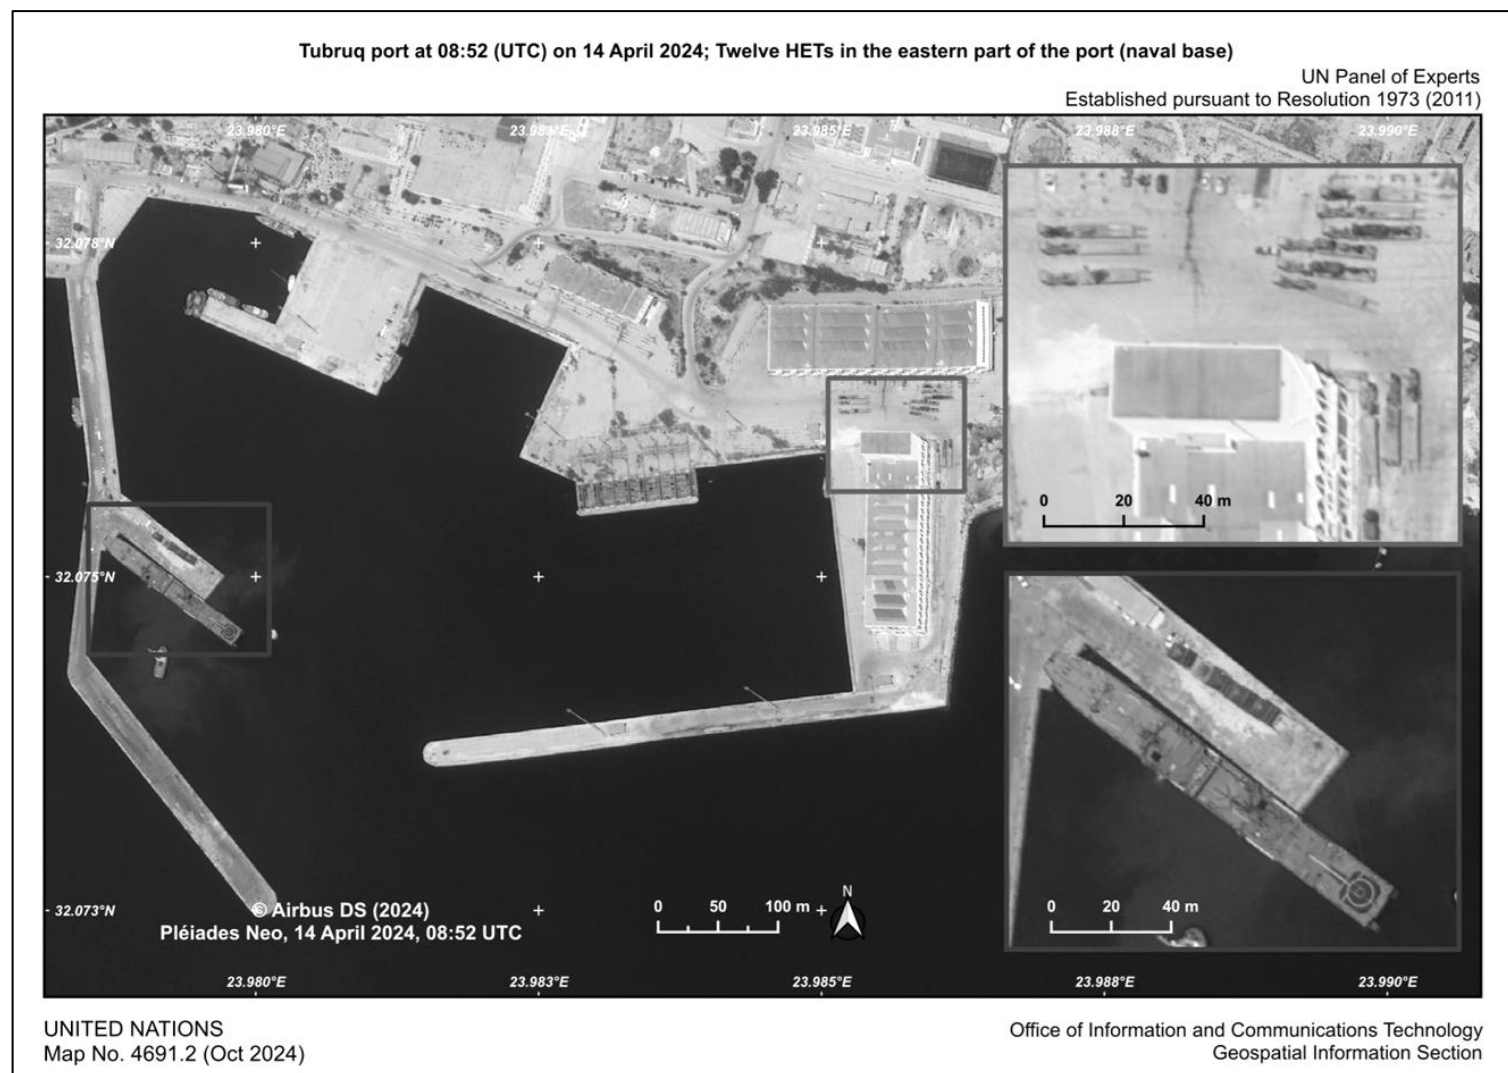 Tubruq port at 08:52 (UTC) on 14 April 2024; Twelve HETs in the eastern part of the port (naval base)
UN Panel of Experts
Established pursuant to Resolution 1973 (2011)
23.980°E 23.983°E 23.985°E 23.988°E 23.990°E
32.078°N
0 20 40 m
32.075°N
32.073°N
© Airbus DS (2024)
Pléiades Neo, 14 April 2024, 08:52 UTC
0 50 100 m
N
0 20 40 m
23.980°E 23.983°E 23.985°E 23.988°E 23.990°E
UNITED NATIONS
Map No. 4691.2 (Oct 2024)
Office of Information and Communications Technology
Geospatial Information Section